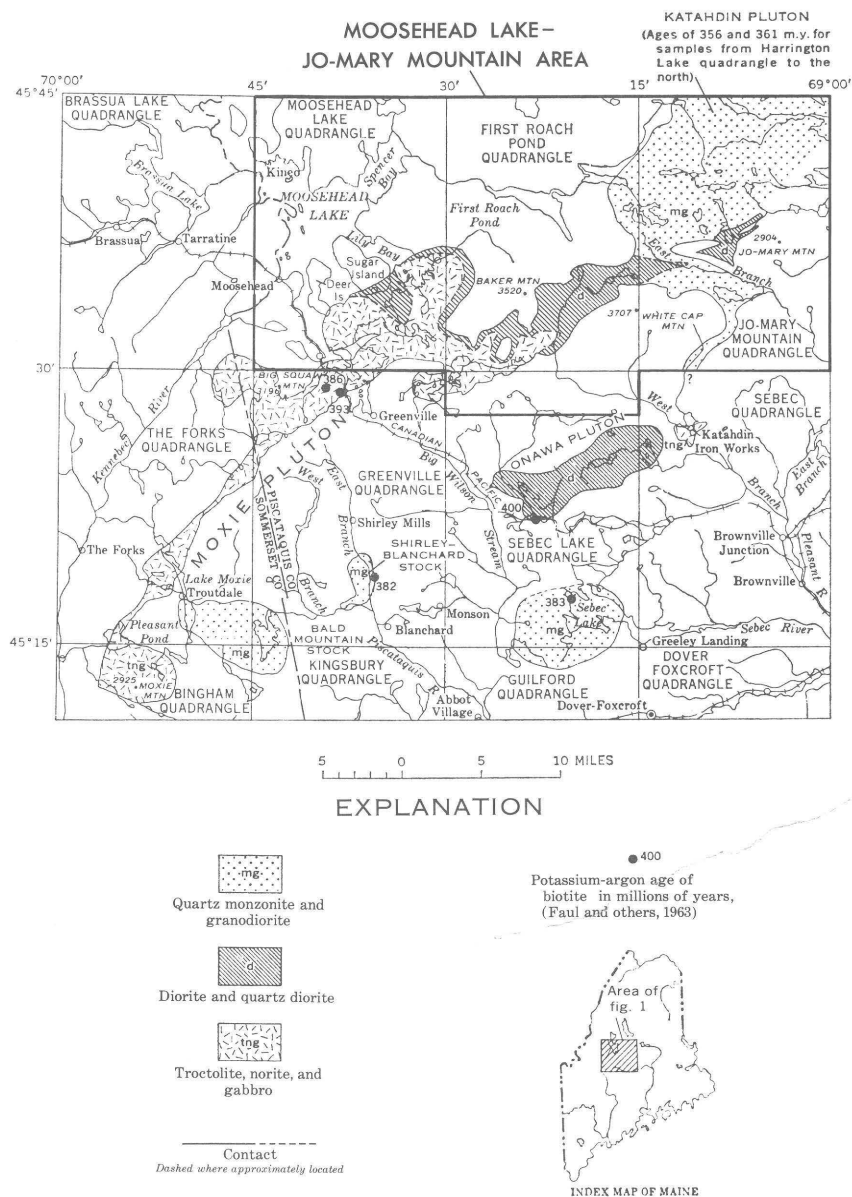 MOOSEHEAD LAKE–
JO-MARY MOUNTAIN AREA
KATAHDIN PLUTON
(Ages of 356 and 361 m.y. for
samples from Harrington
Lake quadrangle to the
north)
70°00'
45'
30'
15'
69°00'
45°45'
BRASSUA LAKE
QUADRANGLE
MOOSEHEAD
LAKE
QUADRANGLE
FIRST ROACH
POND
QUADRANGLE
Brassua Lake
Kineo
Spencer
Bay
MOOSEHEAD
LAKE
First Roach
Pond
mg
Brassua
Tarratine
Lily Bay
Sugar
Island
d
East
Branch
2904
JO-MARY MTN
Moosehead
Deer
Is
BAKER MTN
3520
d
3707
WHITE CAP
MTN
JO-MARY
MOUNTAIN
QUADRANGLE
30'
BIG SQUAW
MTN
3196
386
393
?
SEBEC
QUADRANGLE
Kennebec
River
THE FORKS
QUADRANGLE
Greenville
CANADIAN
PACIFIC
Big
Wilson
Stream
ONAWA PLUTON
d
tng
West
Branch
Katahdin
Iron Works
East
Branch
MOXIE PLUTON
GREENVILLE
QUADRANGLE
West
Branch
East
Branch
400
PISCATAQUIS CO
SOMERSET CO
Shirley Mills
SHIRLEY-
BLANCHARD
STOCK
SEBEC LAKE
QUADRANGLE
Brownville
Junction
Pleasant
R
The Forks
mg
382
383
Sebec
Lake
Brownville
Lake Moxie
Troutdale
Monson
mg
Sebec River
Pleasant
Pond
BALD
MOUNTAIN
STOCK
Blanchard
Greeley Landing
45°15'
tng
mg
2925
MOXIE
MTN
KINGSBURY
QUADRANGLE
Piscataquis R
GUILFORD
QUADRANGLE
DOVER
FOXCROFT
QUADRANGLE
BINGHAM
QUADRANGLE
Abbot
Village
Dover-Foxcroft
5 0 5 10 MILES
EXPLANATION
mg
Quartz monzonite and
granodiorite
d
Diorite and quartz diorite
tng
Troctolite, norite, and
gabbro
Contact
Dashed where approximately located
400
Potassium-argon age of
biotite in millions of years,
(Faul and others, 1963)
Area of
fig. 1
INDEX MAP OF MAINE